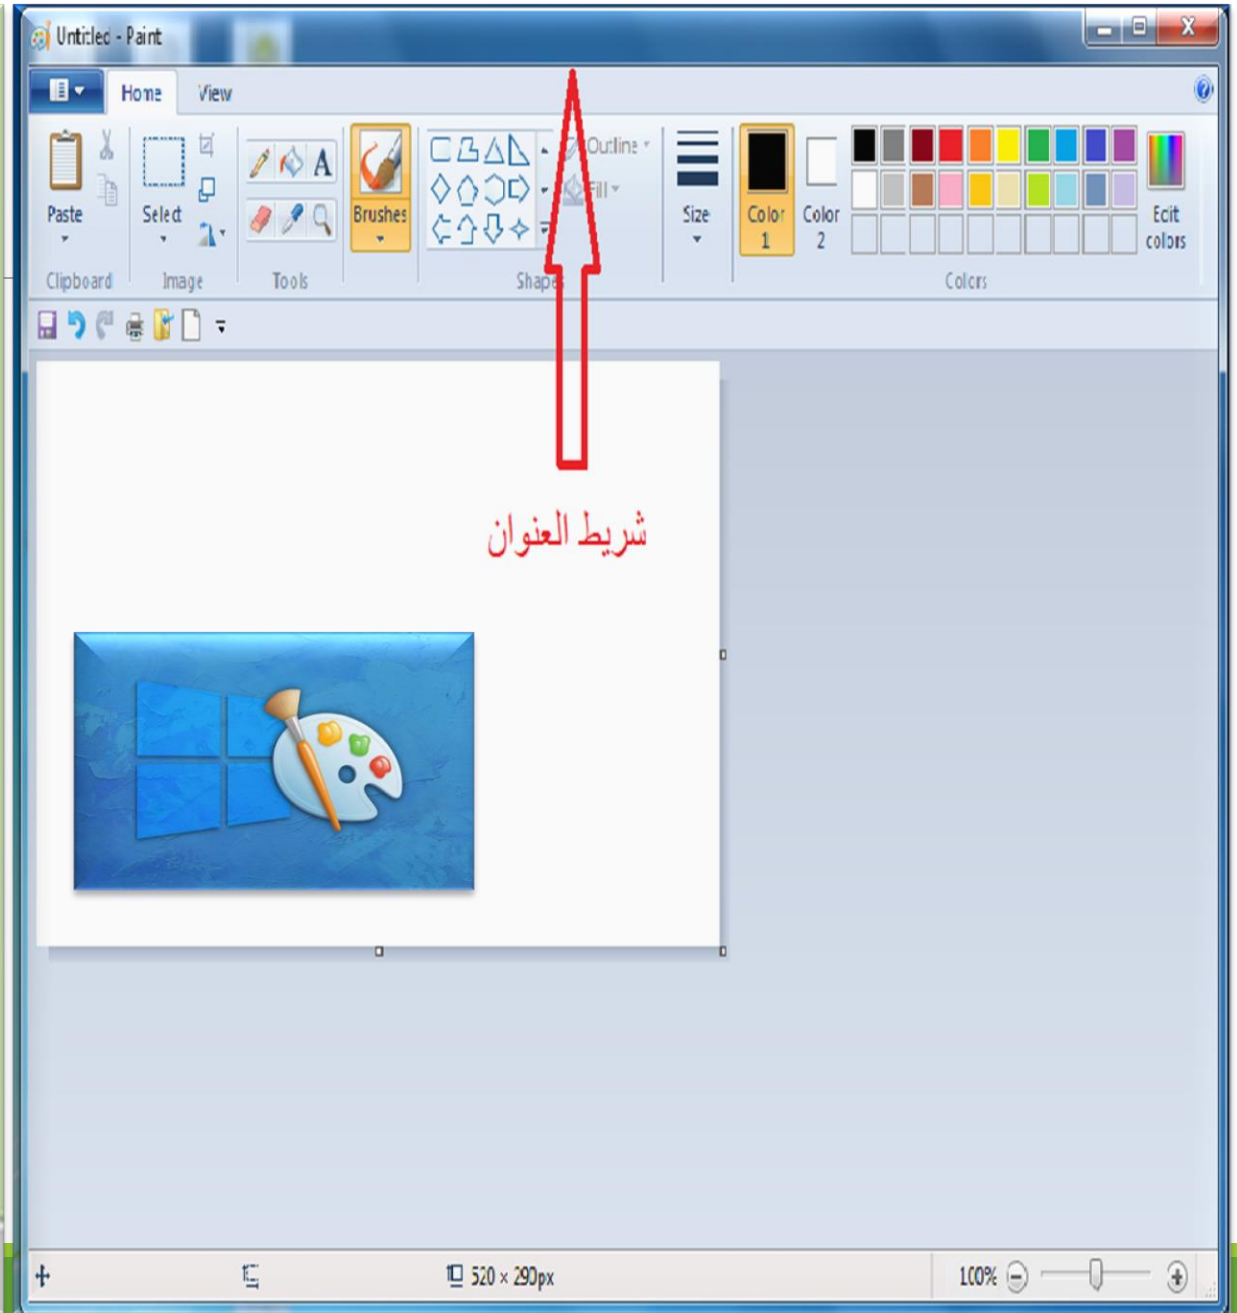 Untitled - Paint
Home View
Outline
Fill
Paste Select A Brushes Size Color 1 Color 2 Edit colors
Clipboard Image Tools Shapes Colors
شريط العنوان
520 × 290px 100%